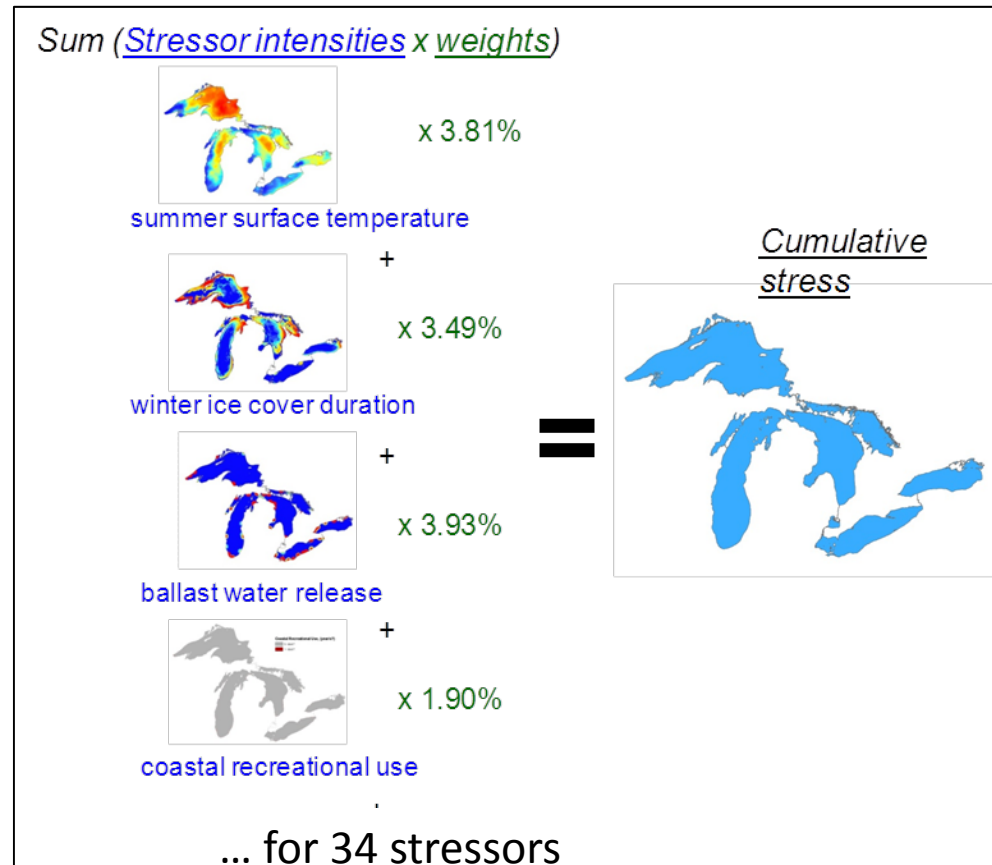 Sum (Stressor intensities x weights)
x 3.81%
summer surface temperature
+
x 3.49%
winter ice cover duration
+
x 3.93%
ballast water release
+
x 1.90%
coastal recreational use
... for 34 stressors
=
Cumulative
stress